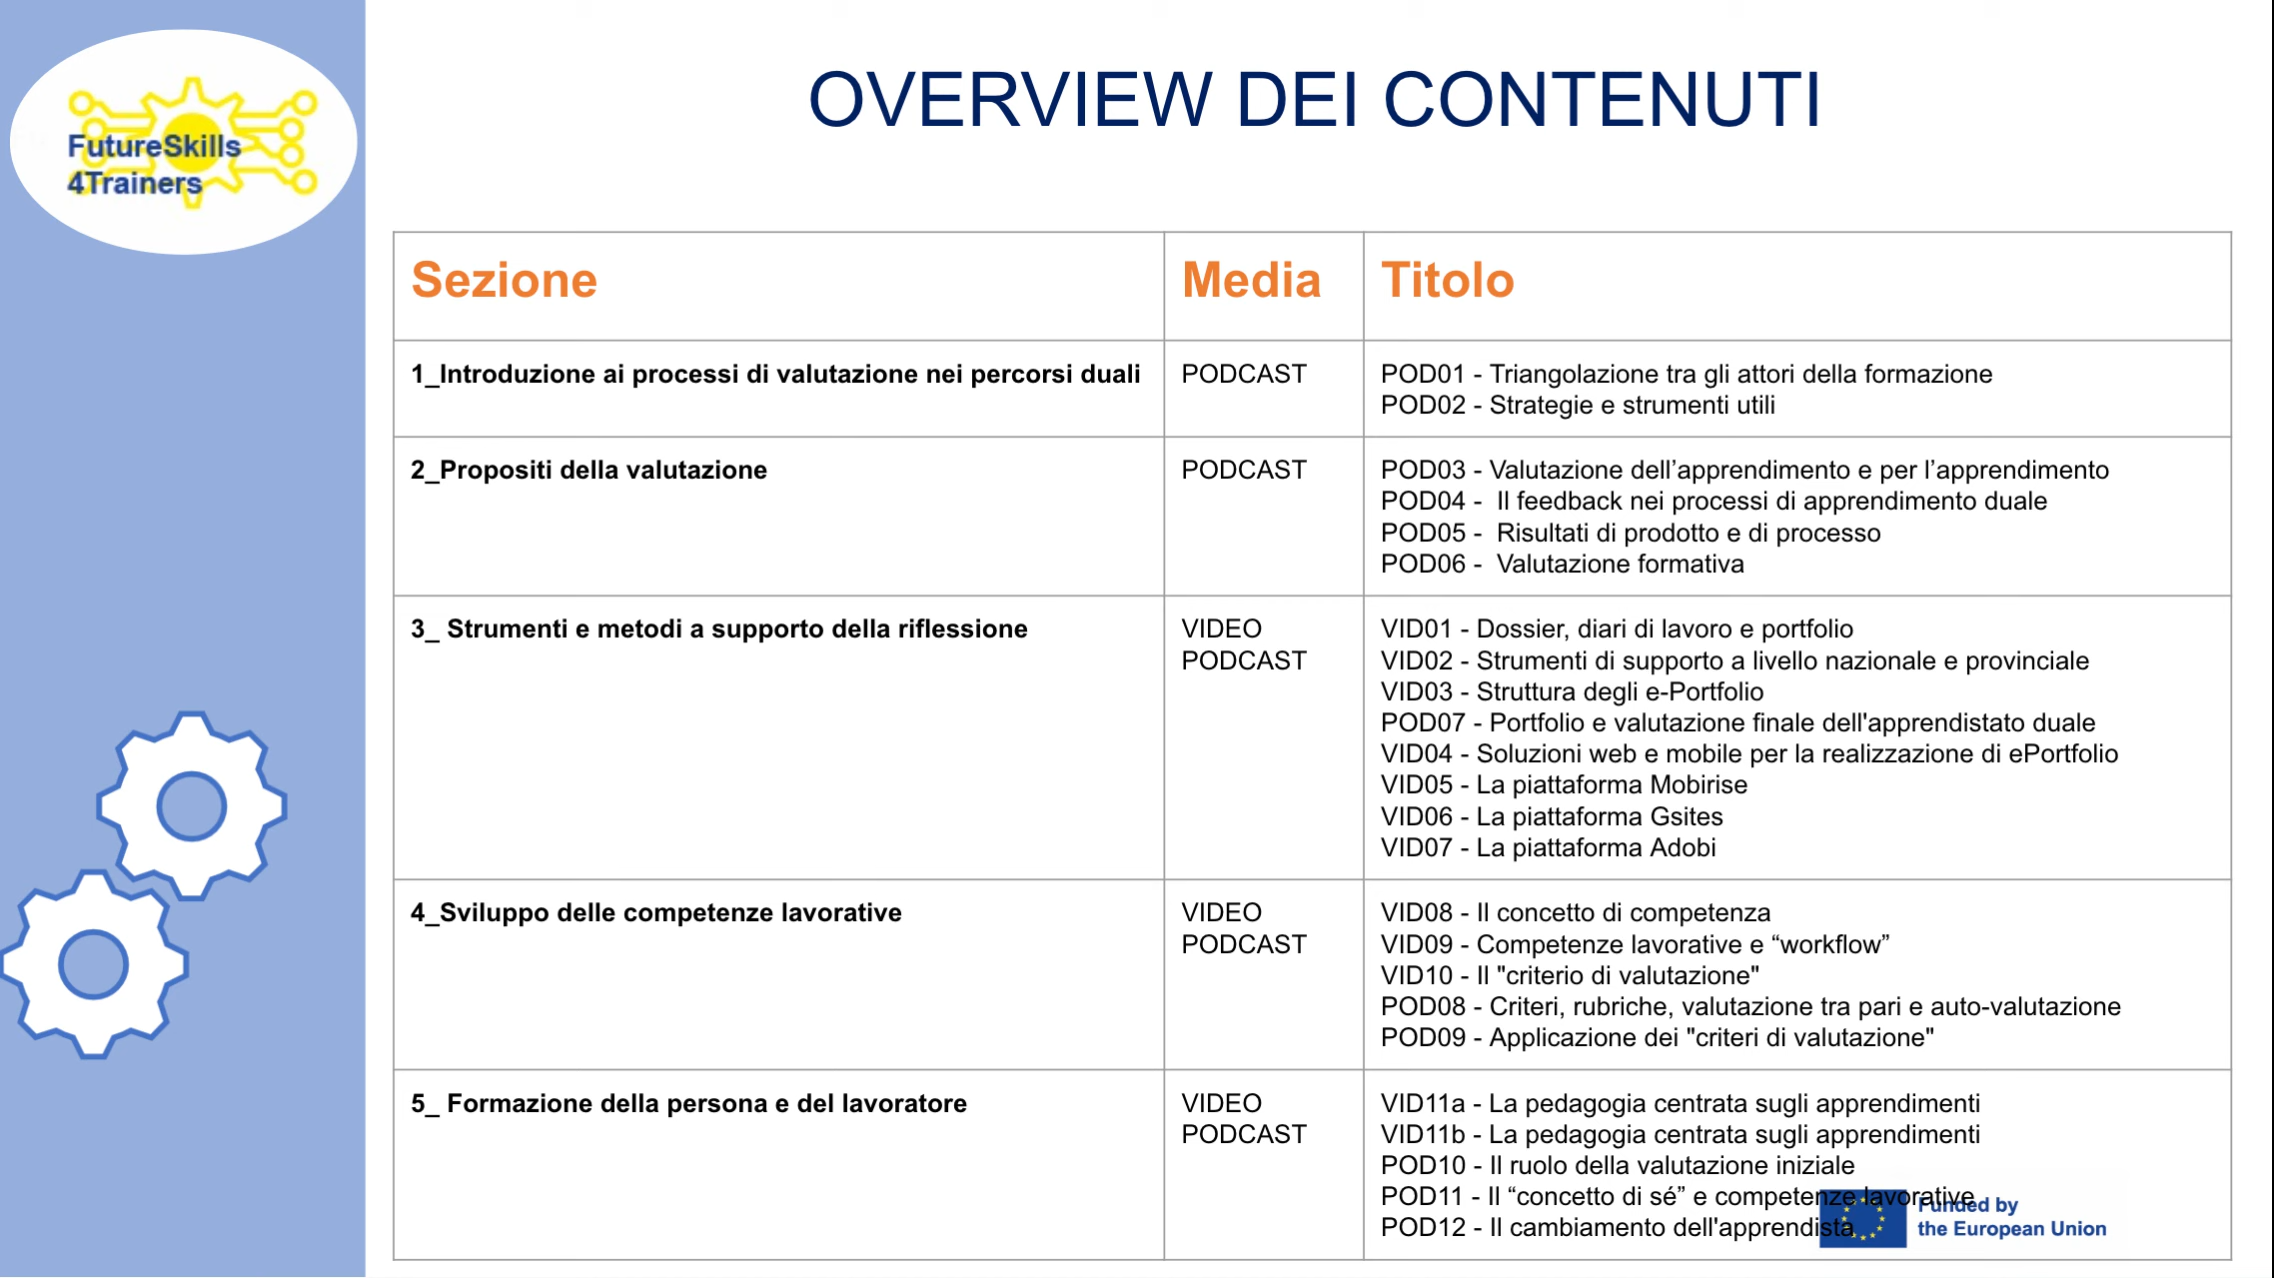 FutureSkills
4Trainers
OVERVIEW DEI CONTENUTI
Sezione Media Titolo
1_Introduzione ai processi di valutazione nei percorsi duali PODCAST POD01 - Triangolazione tra gli attori della formazione
POD02 - Strategie e strumenti utili
2_Propositi della valutazione PODCAST POD03 - Valutazione dell’apprendimento e per l’apprendimento
POD04 -  Il feedback nei processi di apprendimento duale
POD05 -  Risultati di prodotto e di processo
POD06 -  Valutazione formativa
3_ Strumenti e metodi a supporto della riflessione VIDEO VID01 - Dossier, diari di lavoro e portfolio
PODCAST VID02 - Strumenti di supporto a livello nazionale e provinciale
VID03 - Struttura degli e-Portfolio
POD07 - Portfolio e valutazione finale dell'apprendistato duale
VID04 - Soluzioni web e mobile per la realizzazione di ePortfolio
VID05 - La piattaforma Mobirise
VID06 - La piattaforma Gsites
VID07 - La piattaforma Adobi
4_Sviluppo delle competenze lavorative VIDEO VID08 - Il concetto di competenza
PODCAST VID09 - Competenze lavorative e “workflow”
VID10 - Il "criterio di valutazione"
POD08 - Criteri, rubriche, valutazione tra pari e auto-valutazione
POD09 - Applicazione dei "criteri di valutazione"
5_ Formazione della persona e del lavoratore VIDEO VID11a - La pedagogia centrata sugli apprendimenti
PODCAST VID11b - La pedagogia centrata sugli apprendimenti
POD10 - Il ruolo della valutazione iniziale
POD11 - Il “concetto di sé” e competenze lavorative
POD12 - Il cambiamento dell'apprendista
Funded by
the European Union